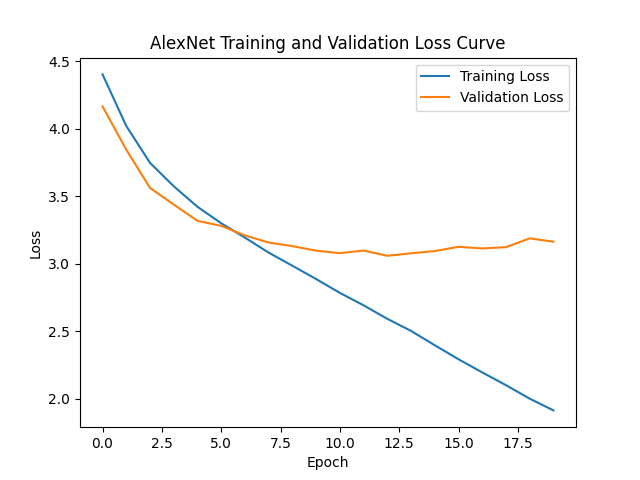 AlexNet Training and Validation Loss Curve
Training Loss
Validation Loss
4.5
4.0
3.5
3.0
2.5
2.0
Loss
0.0 2.5 5.0 7.5 10.0 12.5 15.0 17.5
Epoch